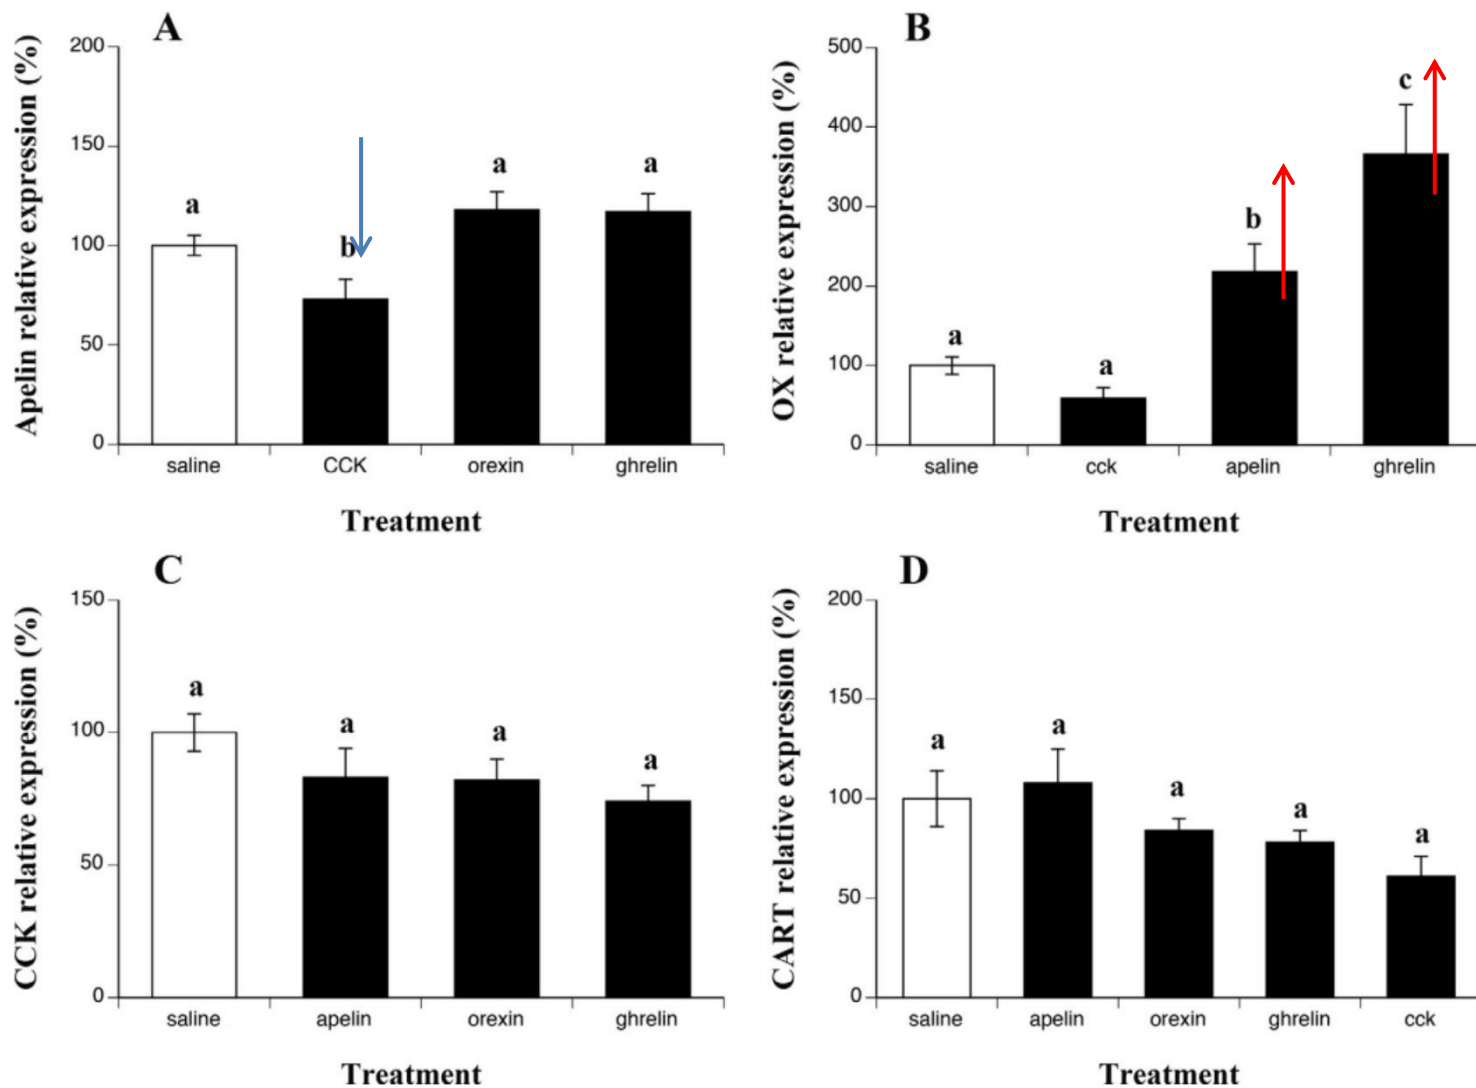 A
Apelin relative expression (%)
200
150
100
50
0
a
b
a
a
saline CCK orexin ghrelin
Treatment
B
OX relative expression (%)
500
400
300
200
100
0
a
a
b
c
saline cck apelin ghrelin
Treatment
C
CCK relative expression (%)
150
100
50
0
a
a
a
a
saline apelin orexin ghrelin
Treatment
D
CART relative expression (%)
200
150
100
50
0
a
a
a
a
a
saline apelin orexin ghrelin cck
Treatment